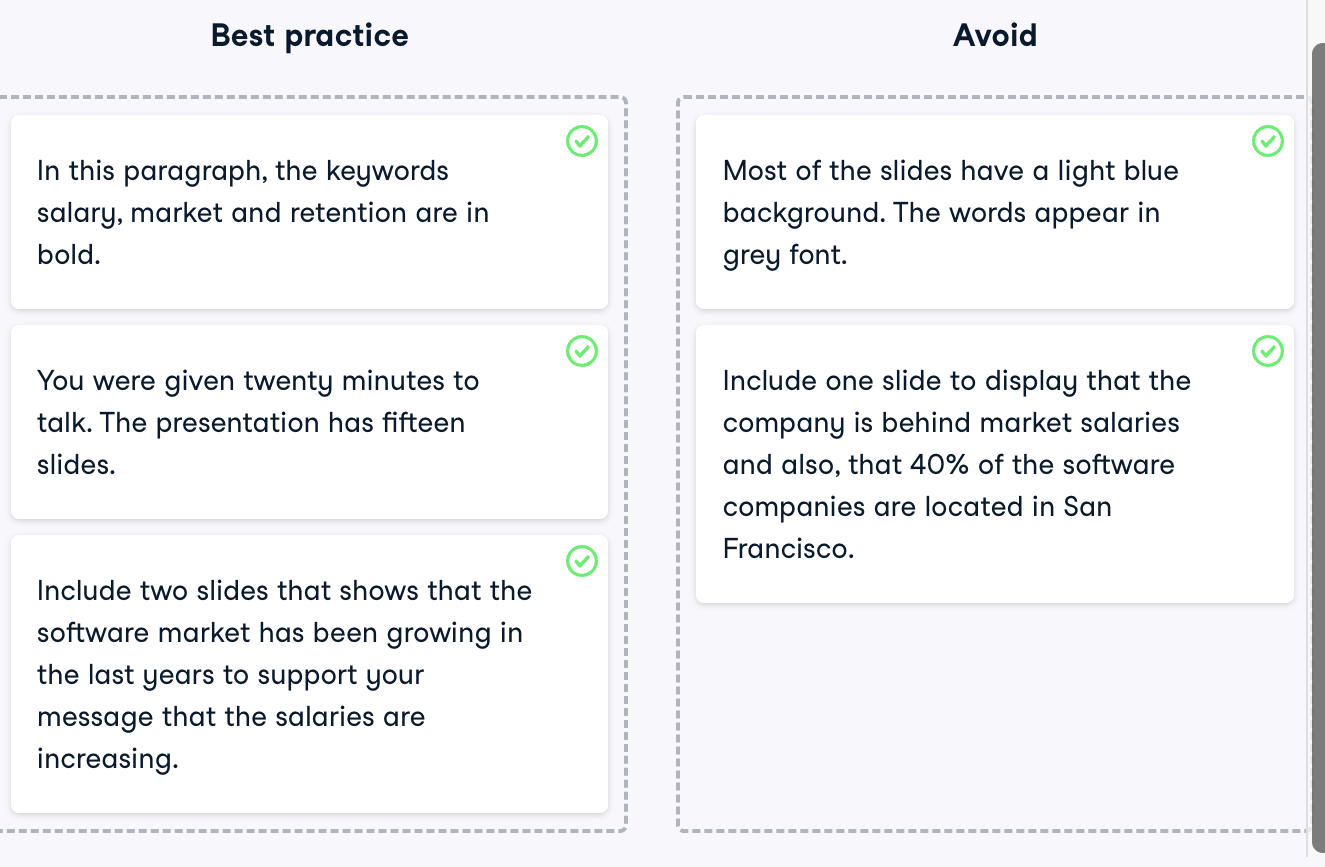 Best practice
Avoid
In this paragraph, the keywords
salary, market and retention are in
bold.
You were given twenty minutes to
talk. The presentation has fifteen
slides.
Include two slides that shows that the
software market has been growing in
the last years to support your
message that the salaries are
increasing.
Most of the slides have a light blue
background. The words appear in
grey font.
Include one slide to display that the
company is behind market salaries
and also, that 40% of the software
companies are located in San
Francisco.